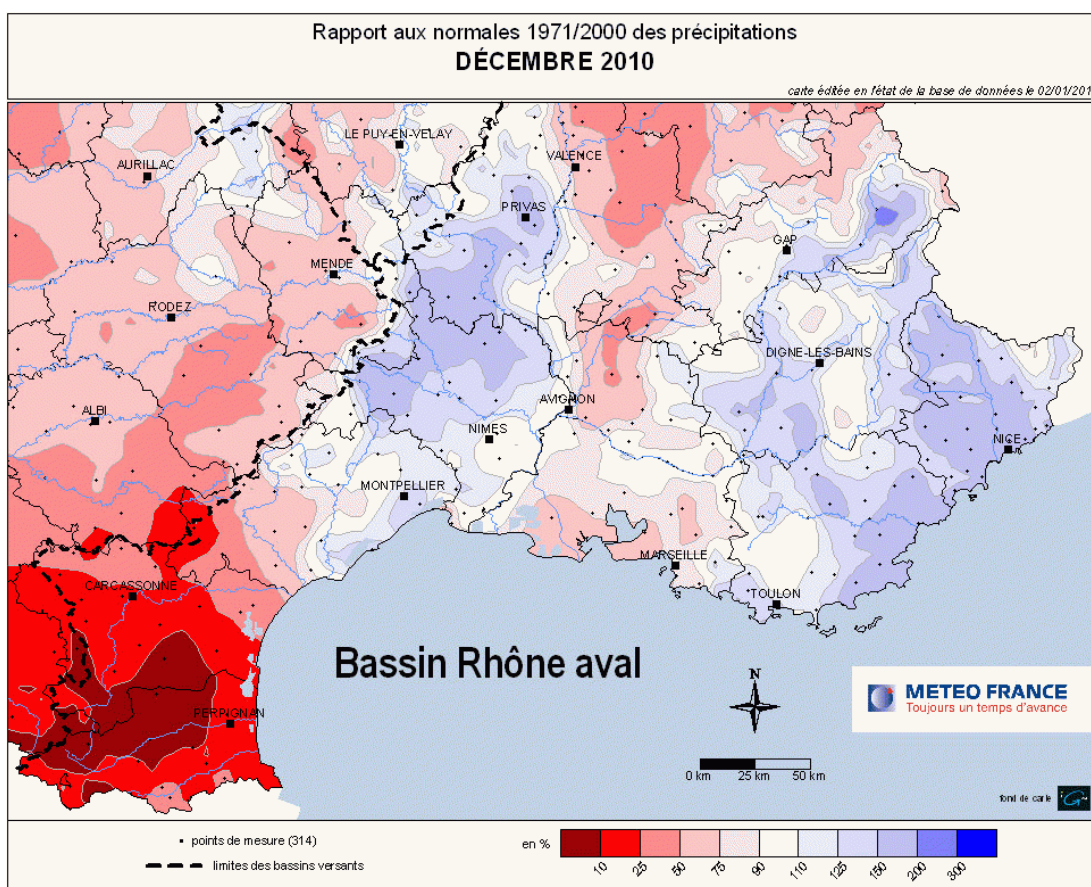 Rapport aux normales 1971/2000 des précipitations
DÉCEMBRE 2010
carte éditée en l'état de la base de données le 02/01/201
LE PUY-EN-VELAY
AURILLAC
VALENCE
PRIVAS
GAP
MENDE
RODEZ
DIGNE-LES-BAINS
ALBI
AVIGNON
NIMES
NICE
MONTPELLIER
MARSEILLE
CARCASSONNE
TOULON
Bassin Rhône aval
N
METEO FRANCE
Toujours un temps d'avance
PERPIGNAN
0 km 25 km 50 km
fond de carte
points de mesure (314)
en %
limites des bassins versants
10 25 50 75 90 110 125 150 200 300